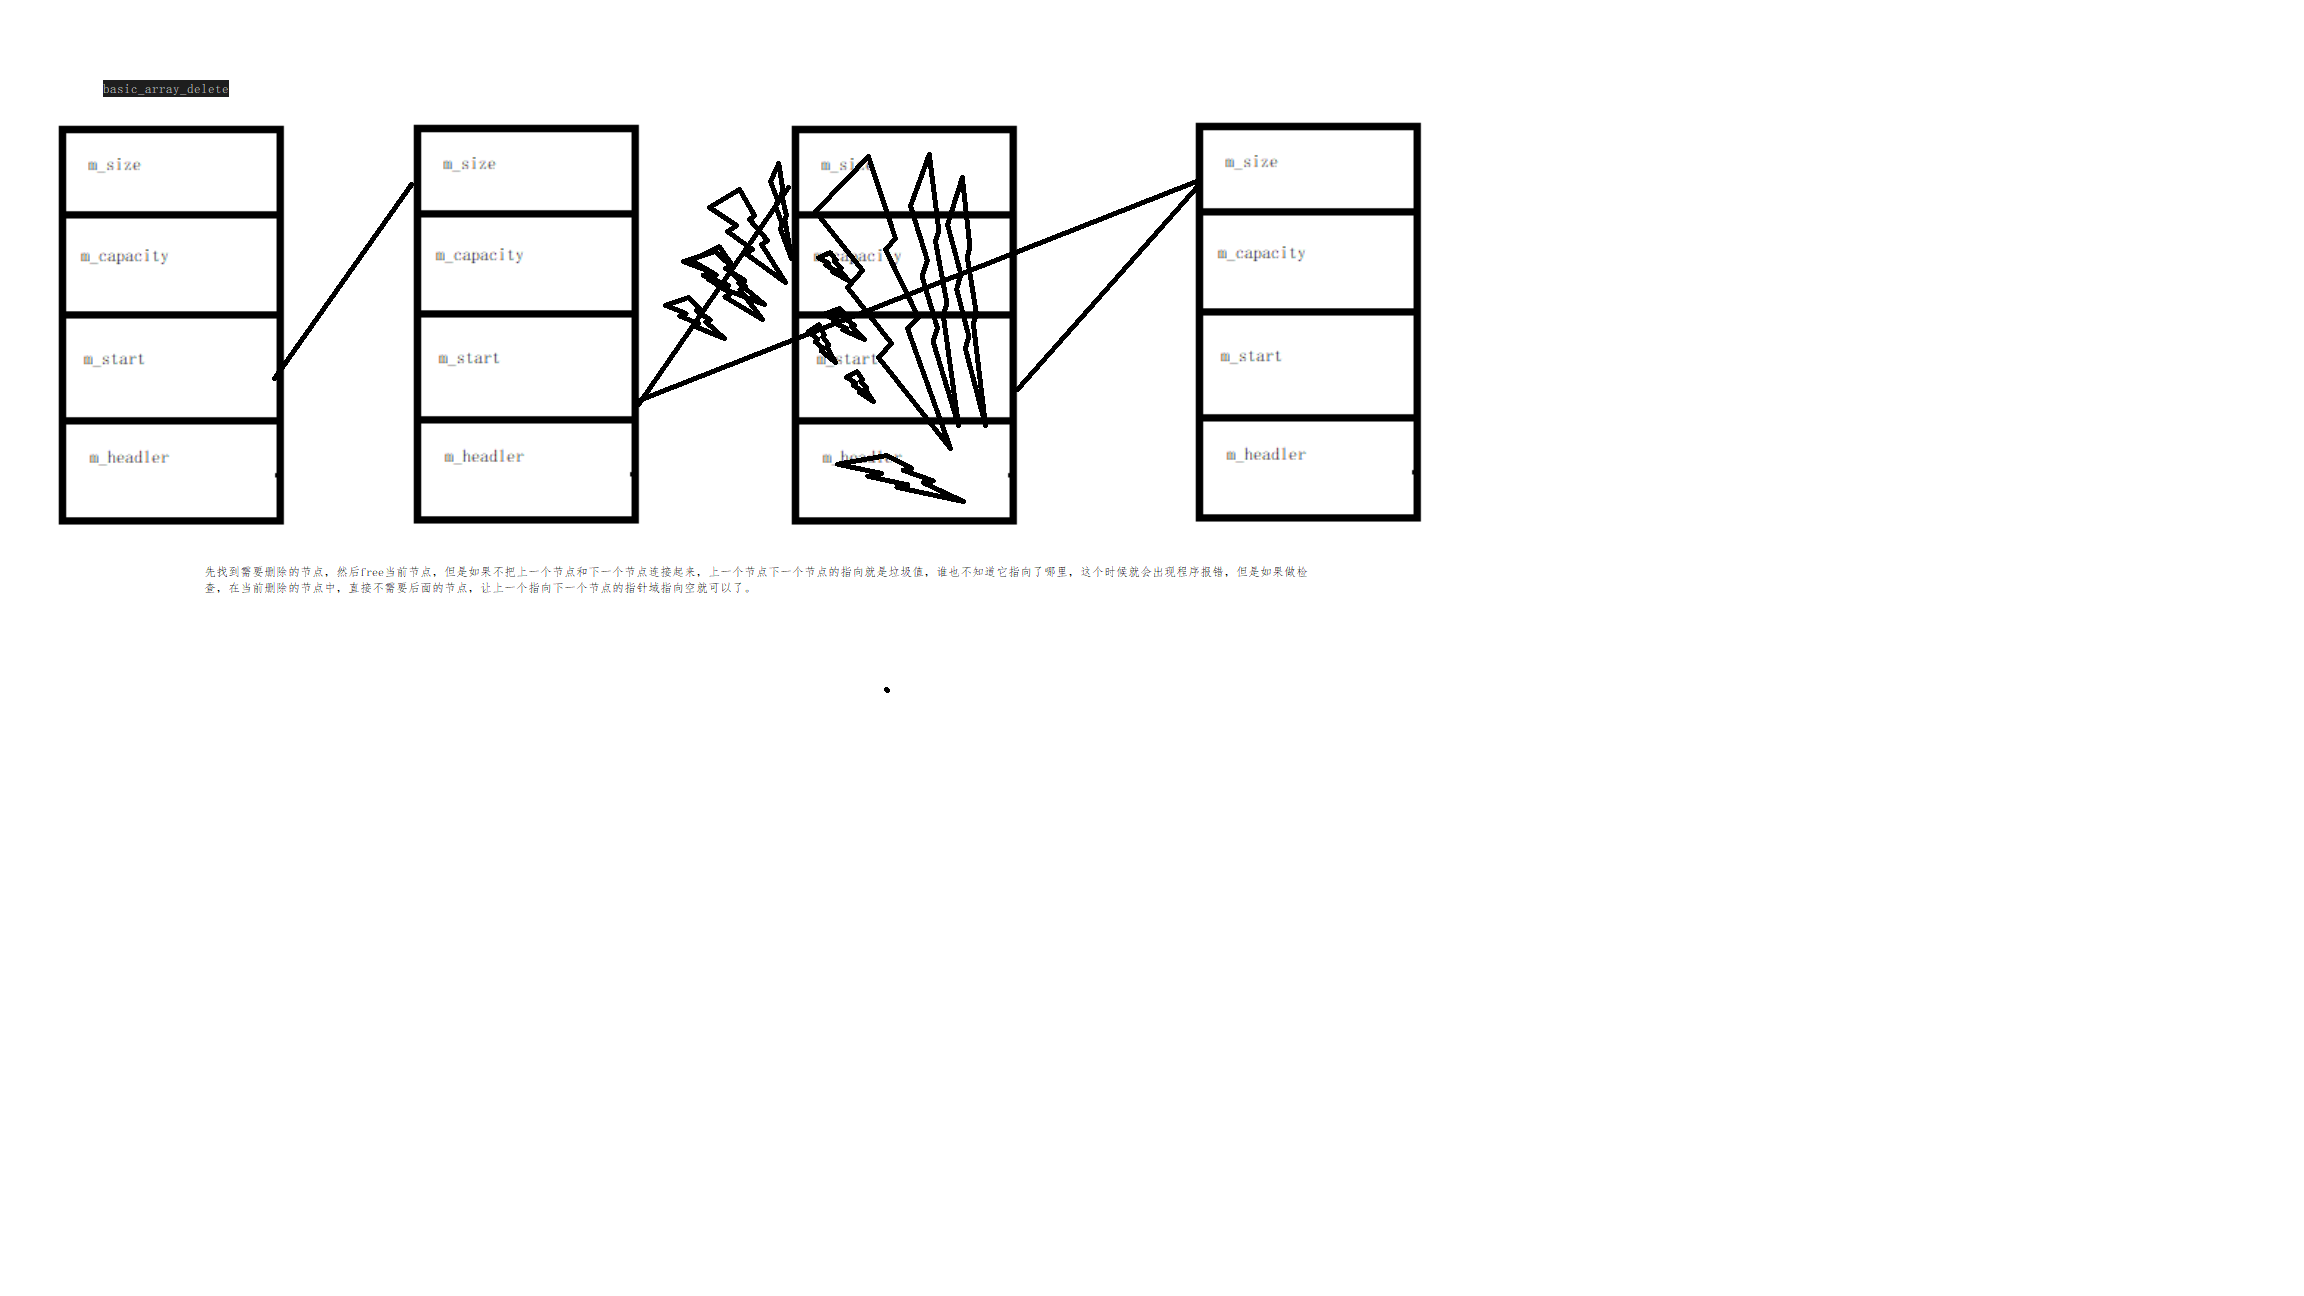 basic_array_delete
m_size m_size m_size m_size
m_capacity m_capacity m_capacity m_capacity
m_start m_start m_start m_start
m_headler m_headler m_headler m_headler
先找到需要删除的节点，然后free当前节点，但是如果不把上一个节点和下一个节点连接起来，上一个节点下一个节点的指向就是垃圾值，谁也不知道它指向了哪里，这个时候就会出现程序报错，但是如果做检
查，在当前删除的节点中，直接不需要后面的节点，让上一个指向下一个节点的指针域指向空就可以了。